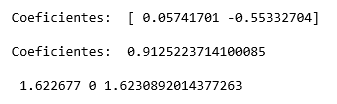 Coeficientes:  [ 0.05741701 -0.55332704]
Coeficientes:  0.9125223714100085
1.622677 0 1.6230892014377263